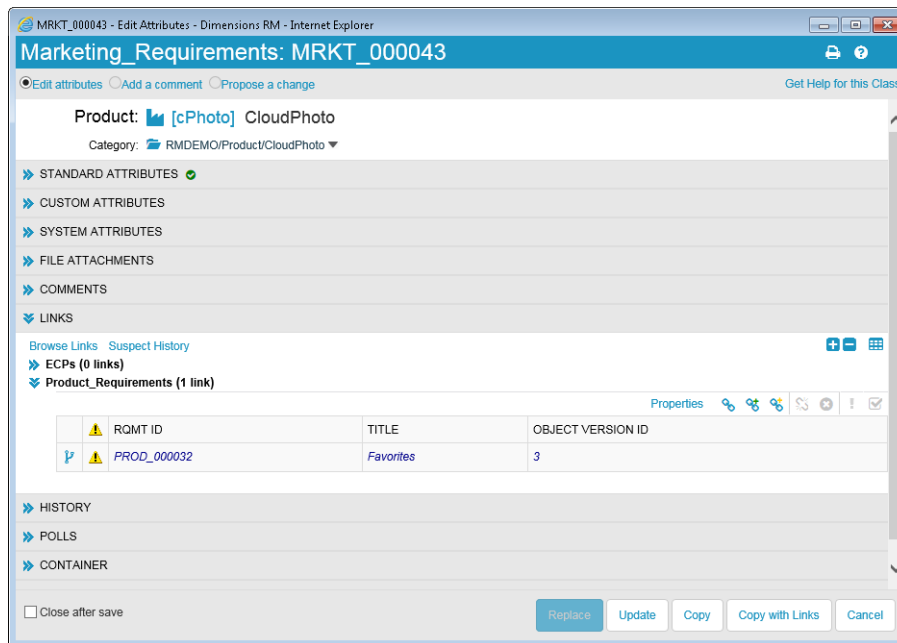 MRKT_000043 - Edit Attributes - Dimensions RM - Internet Explorer
Marketing_Requirements: MRKT_000043
Edit attributes Add a comment Propose a change Get Help for this Class
Product: [cPhoto] CloudPhoto
Category: RMDEMO/Product/CloudPhoto
STANDARD ATTRIBUTES
CUSTOM ATTRIBUTES
SYSTEM ATTRIBUTES
FILE ATTACHMENTS
COMMENTS
LINKS
Browse Links Suspect History
ECPs (0 links)
Product_Requirements (1 link)
Properties
RQMT ID TITLE OBJECT VERSION ID
PROD_000032 Favorites 3
HISTORY
POLLS
CONTAINER
Close after save Replace Update Copy Copy with Links Cancel